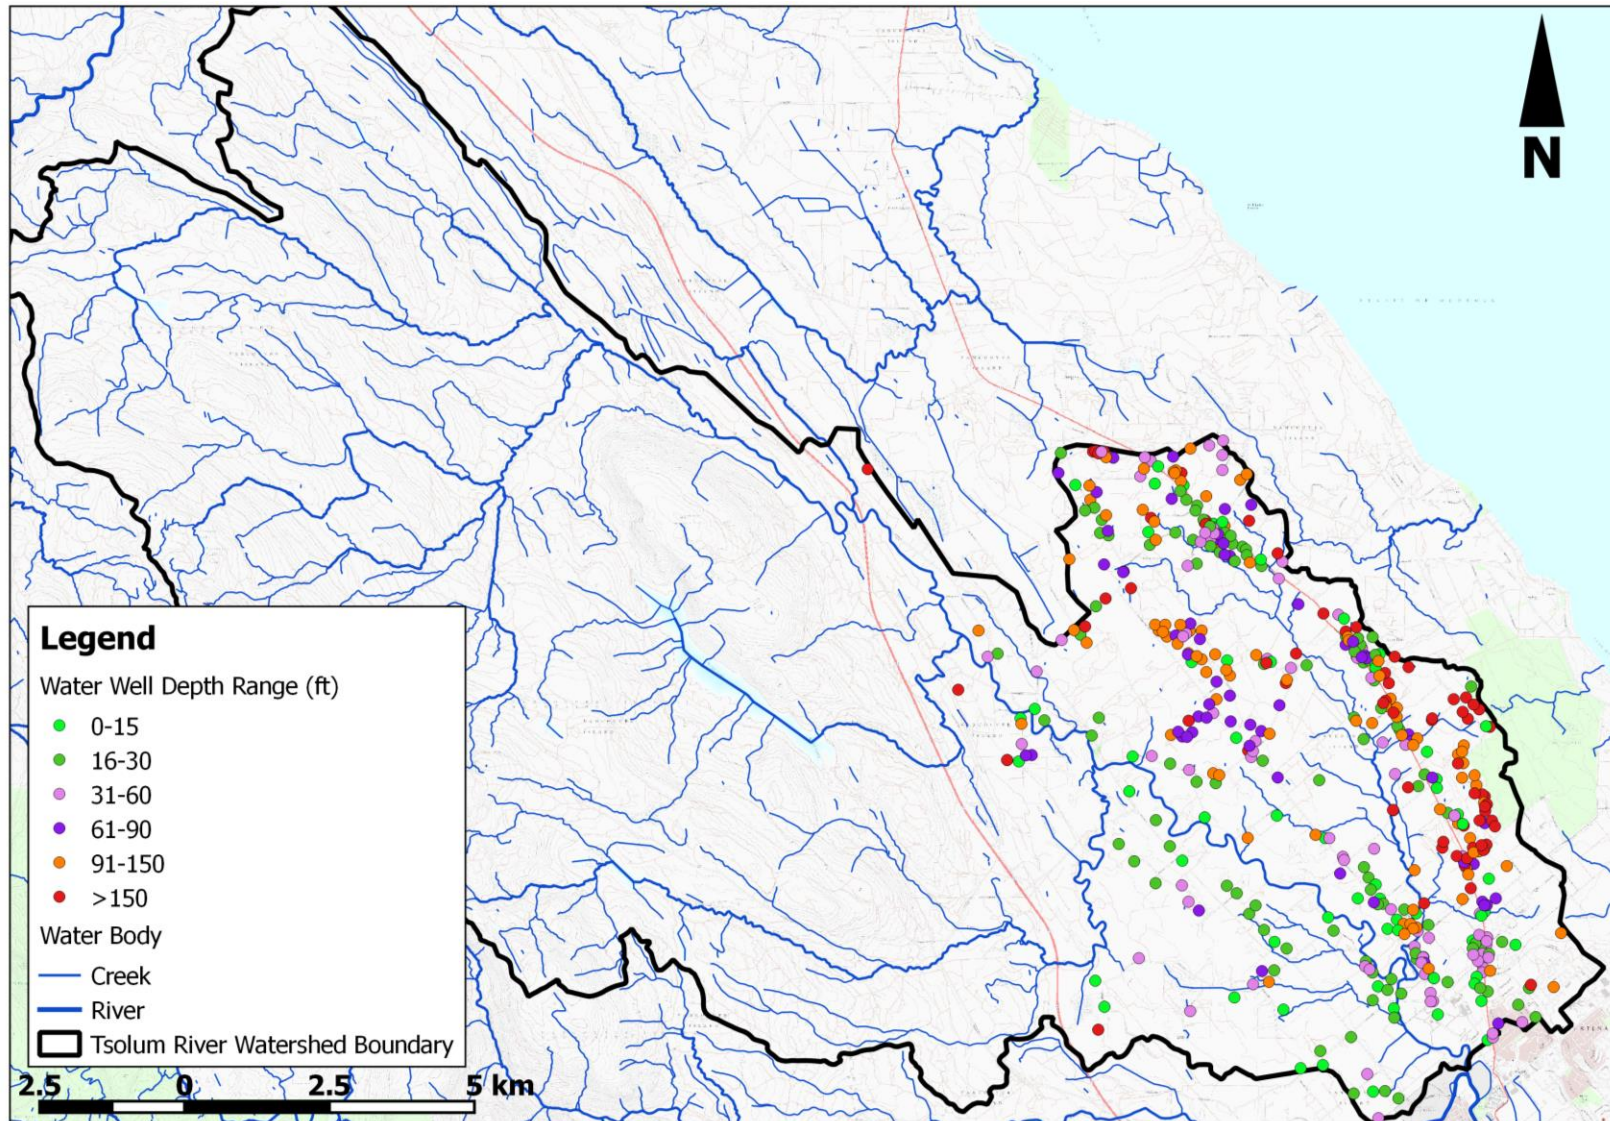 N
Legend
Water Well Depth Range (ft)
0-15
16-30
31-60
61-90
91-150
>150
Water Body
Creek
River
Tsolum River Watershed Boundary
2.5 0 2.5 5 km